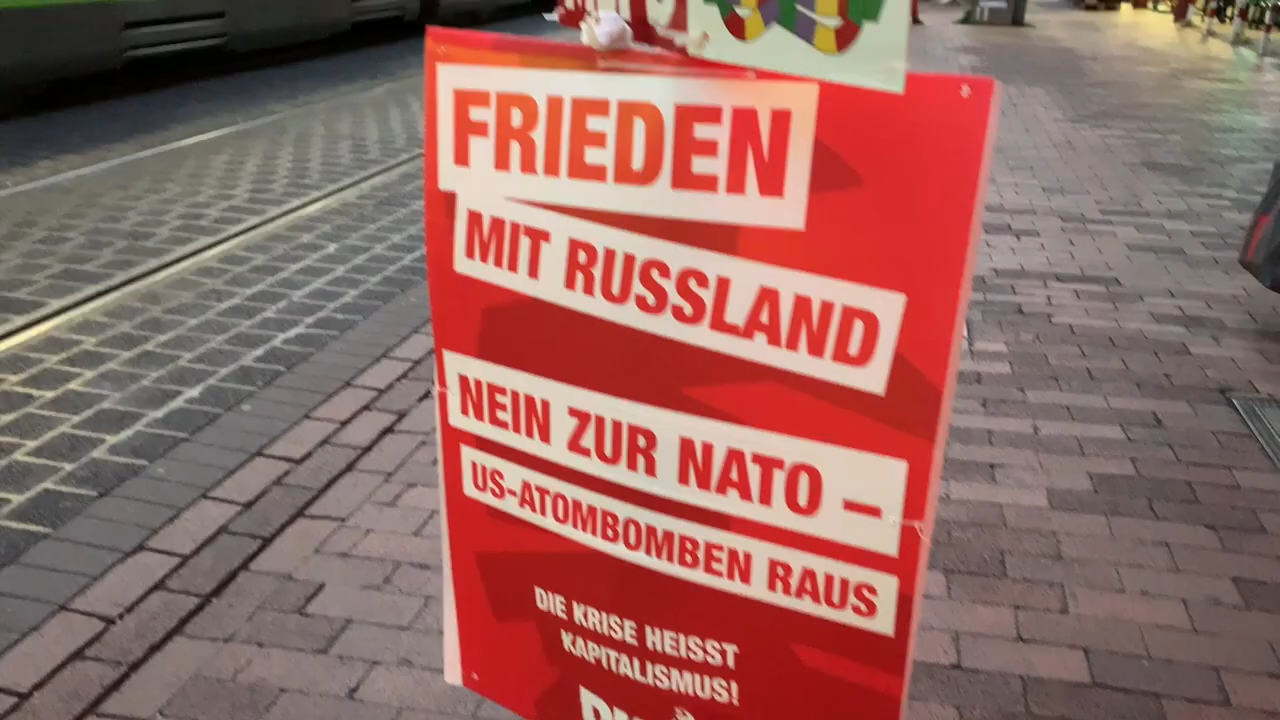 FRIEDEN
MIT RUSSLAND
NEIN ZUR NATO –
US-ATOMBOMBEN RAUS
DIE KRISE HEISST
KAPITALISMUS!